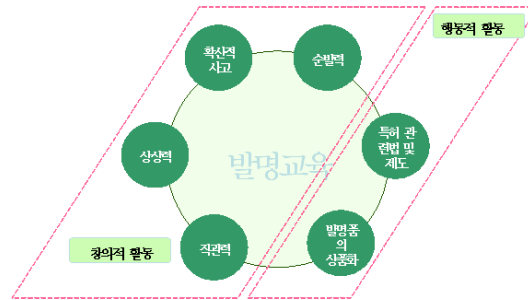 행동적 활동
확산적
사고
순발력
특허 관
련법 및
제도
상상력
발명교육
직관력
발명품
의
상품화
창의적 활동